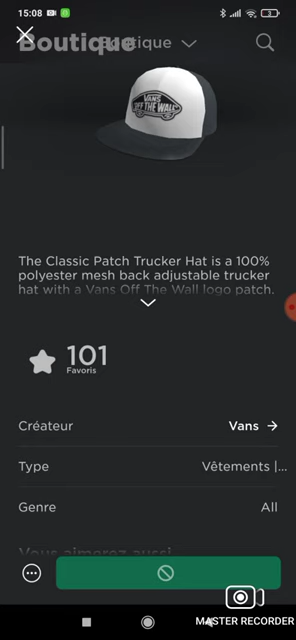 15:08
Boutique
Boutique
VANS
"OFF THE WALL"
The Classic Patch Trucker Hat is a 100%
polyester mesh back adjustable trucker
hat with a Vans Off The Wall logo patch.
101
Favoris
Créateur
Vans →
Type
Vêtements |...
Genre
All
Vous aimerez aussi
MASTER RECORDER